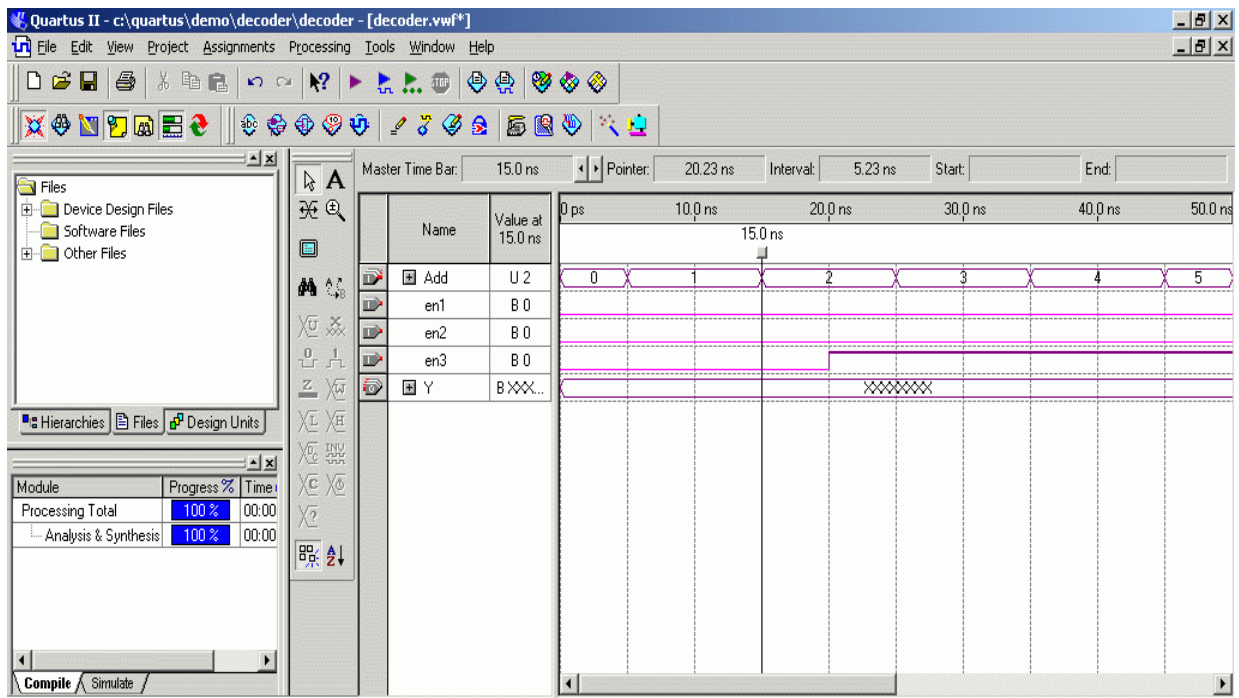 Quartus II - c:\quartus\demo\decoder\decoder - [decoder.vwf*]
File Edit View Project Assignments Processing Tools Window Help
Master Time Bar: 15.0 ns Pointer: 20.23 ns Interval: 5.23 ns Start: End:
Files
Device Design Files
Software Files
Other Files
Hierarchies Files Design Units
Module Progress % Time
Processing Total 100 % 00:00
Analysis & Synthesis 100 % 00:00
Compile Simulate
Name Value at 15.0 ns
0 ps 10.0 ns 20.0 ns 30.0 ns 40.0 ns 50.0 ns
15.0 ns
Add U 2 0 1 2 3 4 5
en1 B 0
en2 B 0
en3 B 0
Y B XXX... XXXXXXXX